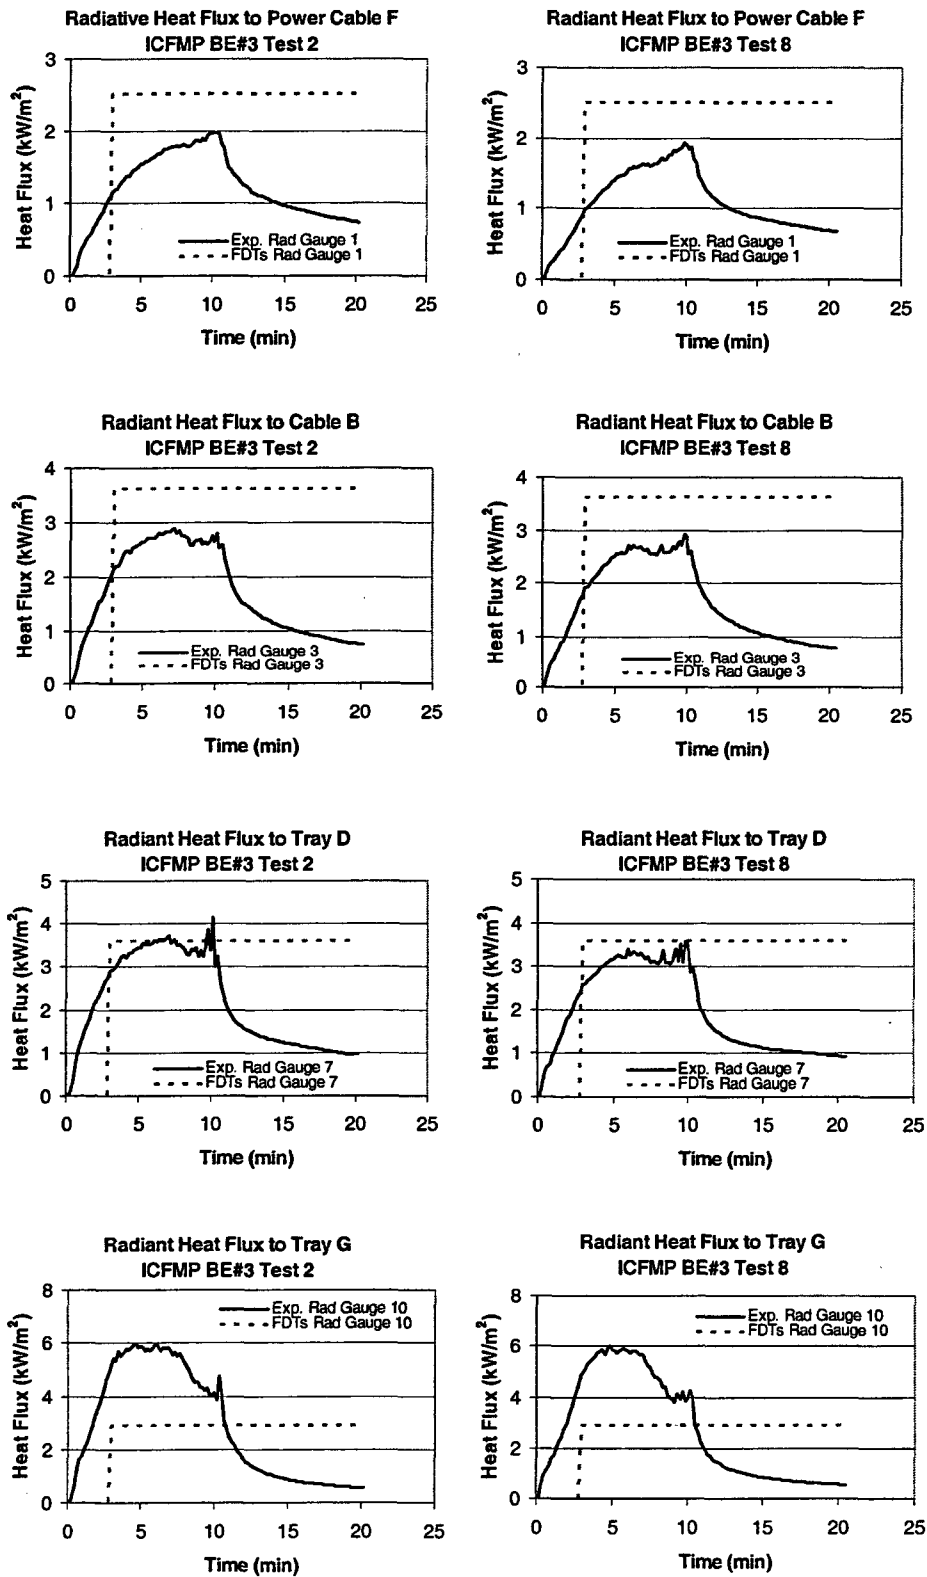 Radiative Heat Flux to Power Cable F
ICFMP BE#3 Test 2
Heat Flux (kW/m²)
3
2
1
0
Exp. Rad Gauge 1
FDTs Rad Gauge 1
0 5 10 15 20 25
Time (min)
Radiant Heat Flux to Power Cable F
ICFMP BE#3 Test 8
Heat Flux (kW/m²)
3
2
1
0
Exp. Rad Gauge 1
FDTs Rad Gauge 1
0 5 10 15 20 25
Time (min)
Radiant Heat Flux to Cable B
ICFMP BE#3 Test 2
Heat Flux (kW/m²)
4
3
2
1
0
Exp. Rad Gauge 3
FDTs Rad Gauge 3
0 5 10 15 20 25
Time (min)
Radiant Heat Flux to Cable B
ICFMP BE#3 Test 8
Heat Flux (kW/m²)
4
3
2
1
0
Exp. Rad Gauge 3
FDTs Rad Gauge 3
0 5 10 15 20 25
Time (min)
Radiant Heat Flux to Tray D
ICFMP BE#3 Test 2
Heat Flux (kW/m²)
5
4
3
2
1
0
Exp. Rad Gauge 7
FDTs Rad Gauge 7
0 5 10 15 20 25
Time (min)
Radiant Heat Flux to Tray D
ICFMP BE#3 Test 8
Heat Flux (kW/m²)
5
4
3
2
1
0
Exp. Rad Gauge 7
FDTs Rad Gauge 7
0 5 10 15 20 25
Time (min)
Radiant Heat Flux to Tray G
ICFMP BE#3 Test 2
Heat Flux (kW/m²)
8
6
4
2
0
Exp. Rad Gauge 10
FDTs Rad Gauge 10
0 5 10 15 20 25
Time (min)
Radiant Heat Flux to Tray G
ICFMP BE#3 Test 8
Heat Flux (kW/m²)
8
6
4
2
0
Exp. Rad Gauge 10
FDTs Rad Gauge 10
0 5 10 15 20 25
Time (min)